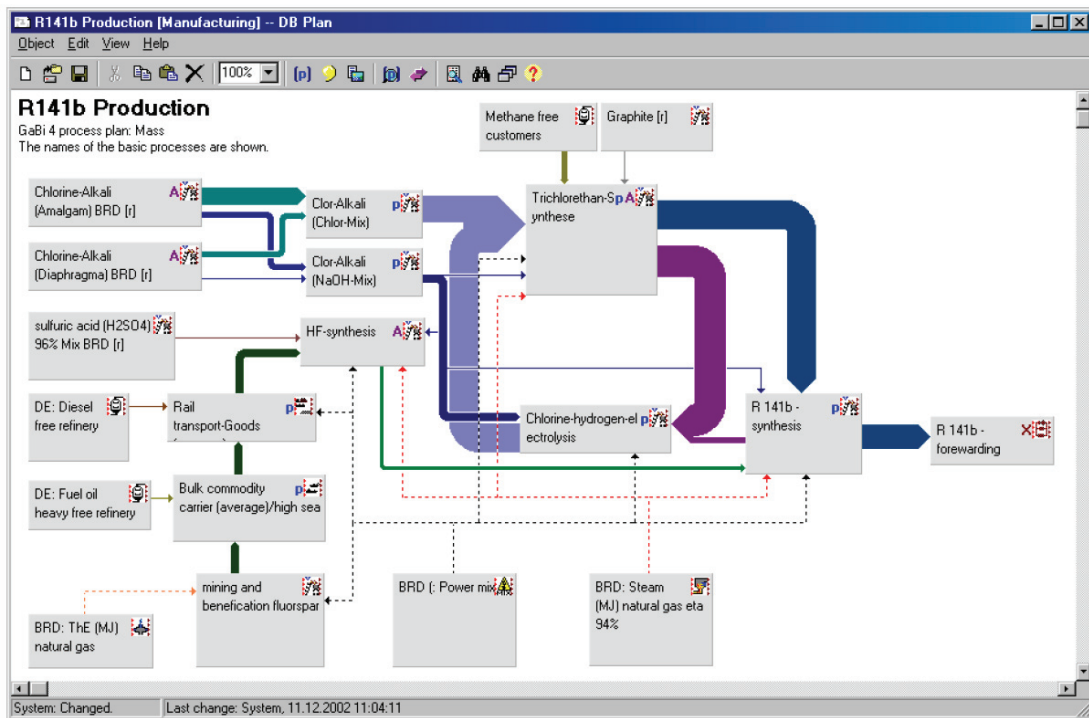 R141b Production [Manufacturing] -- DB Plan
Object Edit View Help
100%
R141b Production
GaBi 4 process plan: Mass
The names of the basic processes are shown.
Methane free
customers
Graphite [r]
Chlorine-Alkali
(Amalgam) BRD [r]
A
Clor-Alkali
(Chlor-Mix)
p
Trichlorethan-S
ynthese
pA
Chlorine-Alkali
(Diaphragma) BRD [r]
A
Clor-Alkali
(NaOH-Mix)
p
sulfuric acid (H2SO4)
96% Mix BRD [r]
HF-synthesis
A
DE: Diesel
free refinery
Rail
transport-Goods
p
Chlorine-hydrogen-el
ectrolysis
p
R 141b -
synthesis
p
R 141b -
forewarding
X
DE: Fuel oil
heavy free refinery
Bulk commodity
carrier (average)/high sea
p
mining and
benefication fluorspar
BRD (: Power mix
BRD: Steam
(MJ) natural gas eta
94%
BRD: ThE (MJ)
natural gas
System: Changed.
Last change: System, 11.12.2002 11:04:11